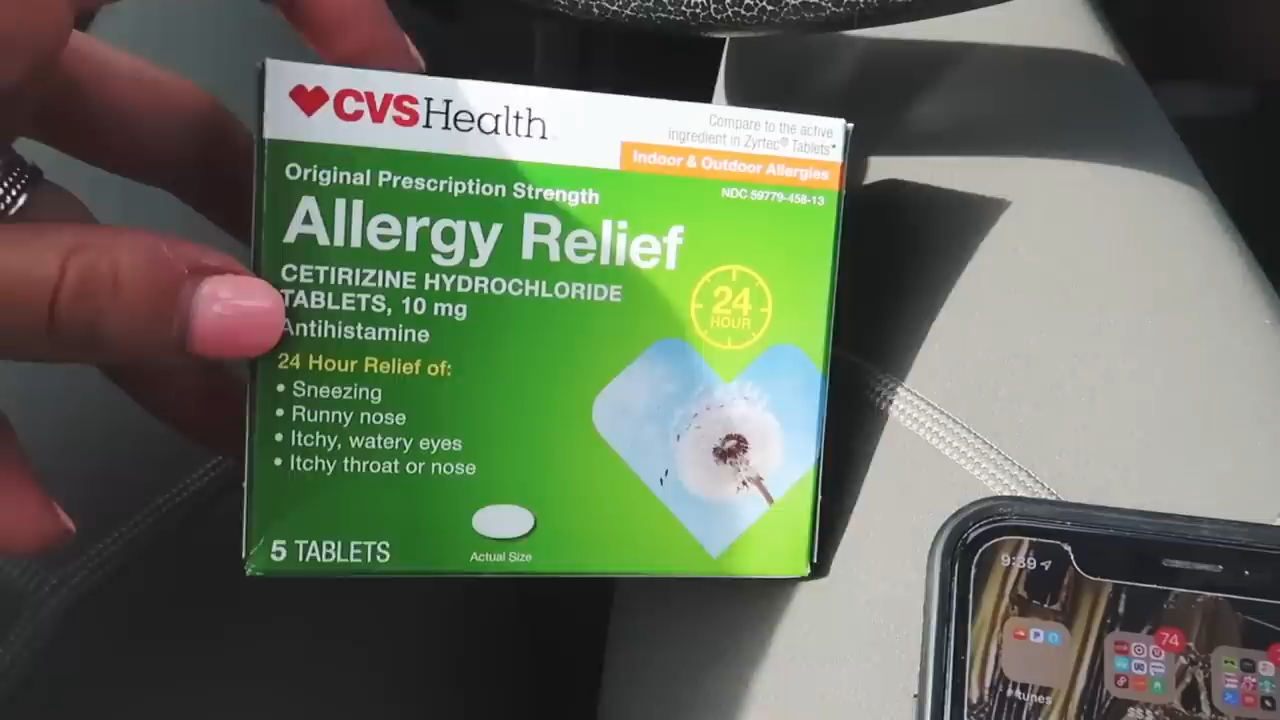 CVSHealth
Compare to the active
ingredient in Zyrtec® Tablets*
Indoor & Outdoor Allergies
NDC 59779-458-13
Original Prescription Strength
Allergy Relief
CETIRIZINE HYDROCHLORIDE
TABLETS, 10 mg
Antihistamine
24 HOUR
24 Hour Relief of:
• Sneezing
• Runny nose
• Itchy, watery eyes
• Itchy throat or nose
5 TABLETS
Actual Size
9:39
74
tunes
$$$